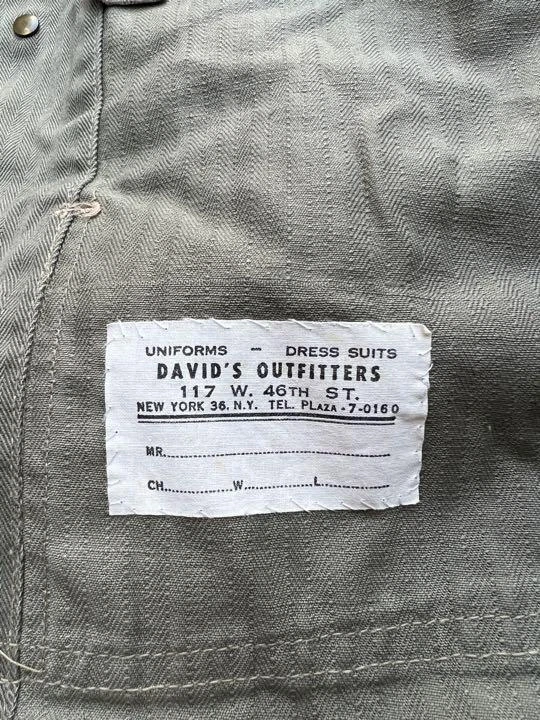 UNIFORMS - DRESS SUITS
DAVID'S OUTFITTERS
117 W. 46TH ST.
NEW YORK 36, N.Y. TEL. PLAZA - 7-0160
MR.............................................................
CH.................W.................L.................